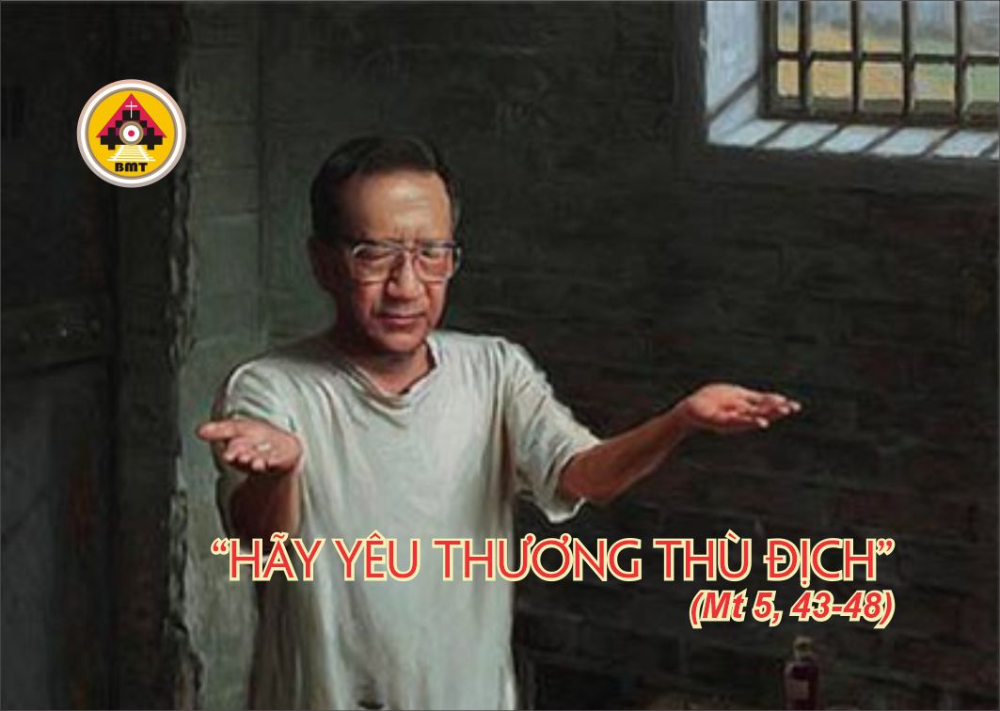 BMT
“HÃY YÊU THƯƠNG THÙ ĐỊCH”
(Mt 5, 43-48)